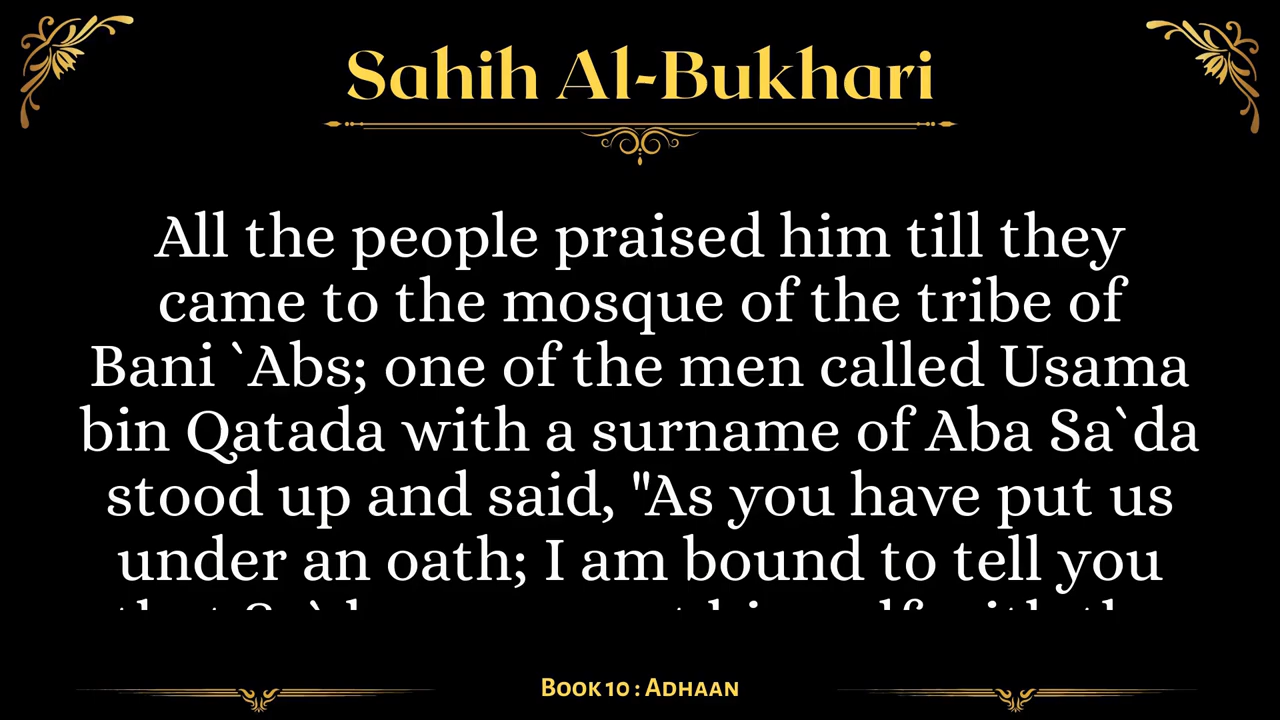 Sahih Al-Bukhari
All the people praised him till they
came to the mosque of the tribe of
Bani `Abs; one of the men called Usama
bin Qatada with a surname of Aba Sa`da
stood up and said, "As you have put us
under an oath; I am bound to tell you
Book 10 : Adhaan